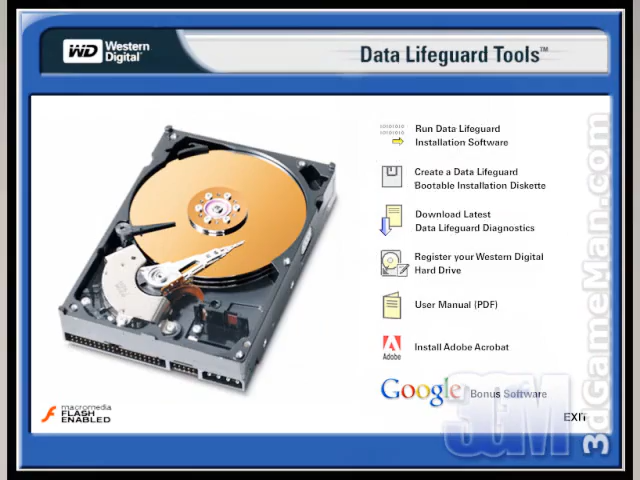 WD Western
Digital
Data Lifeguard Tools™
Run Data Lifeguard
Installation Software
Create a Data Lifeguard
Bootable Installation Diskette
Download Latest
Data Lifeguard Diagnostics
Register your Western Digital
Hard Drive
User Manual (PDF)
Adobe
Install Adobe Acrobat
Google Bonus Software
EXIT
macromedia
FLASH
ENABLED
3GM
3dGameMan.com